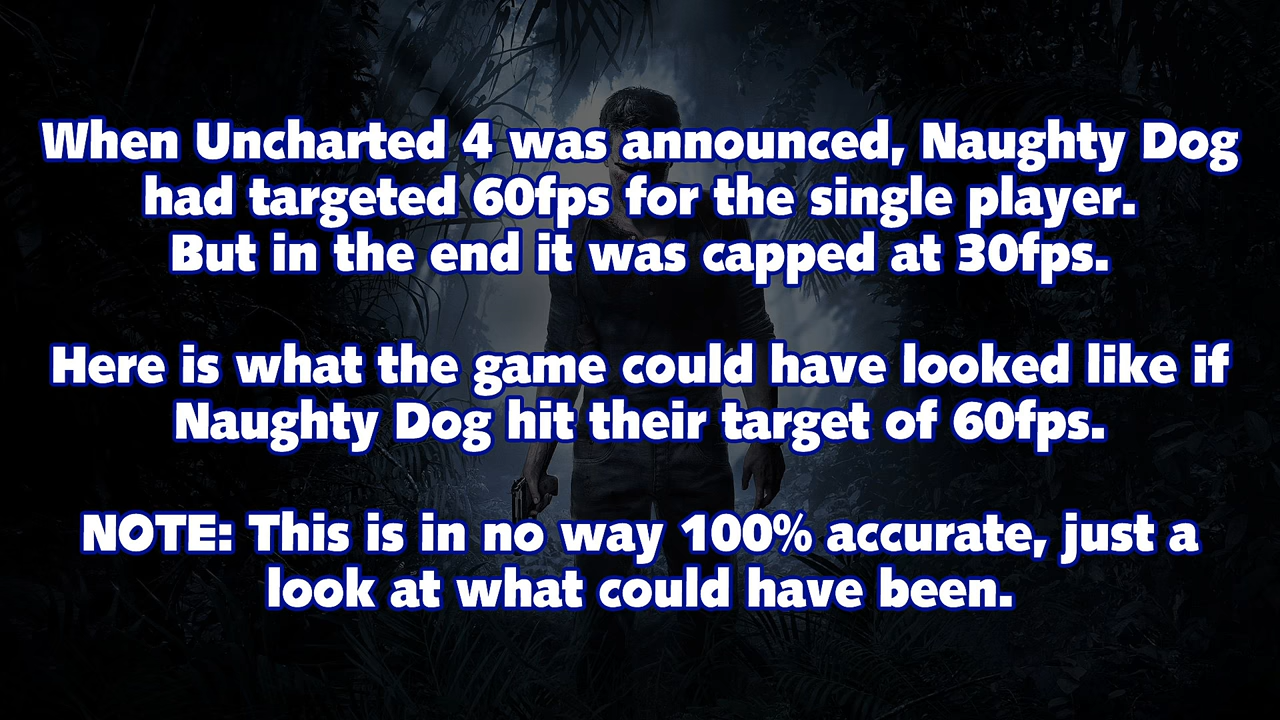 When Uncharted 4 was announced, Naughty Dog
had targeted 60fps for the single player.
But in the end it was capped at 30fps.
Here is what the game could have looked like if
Naughty Dog hit their target of 60fps.
NOTE: This is in no way 100% accurate, just a
look at what could have been.